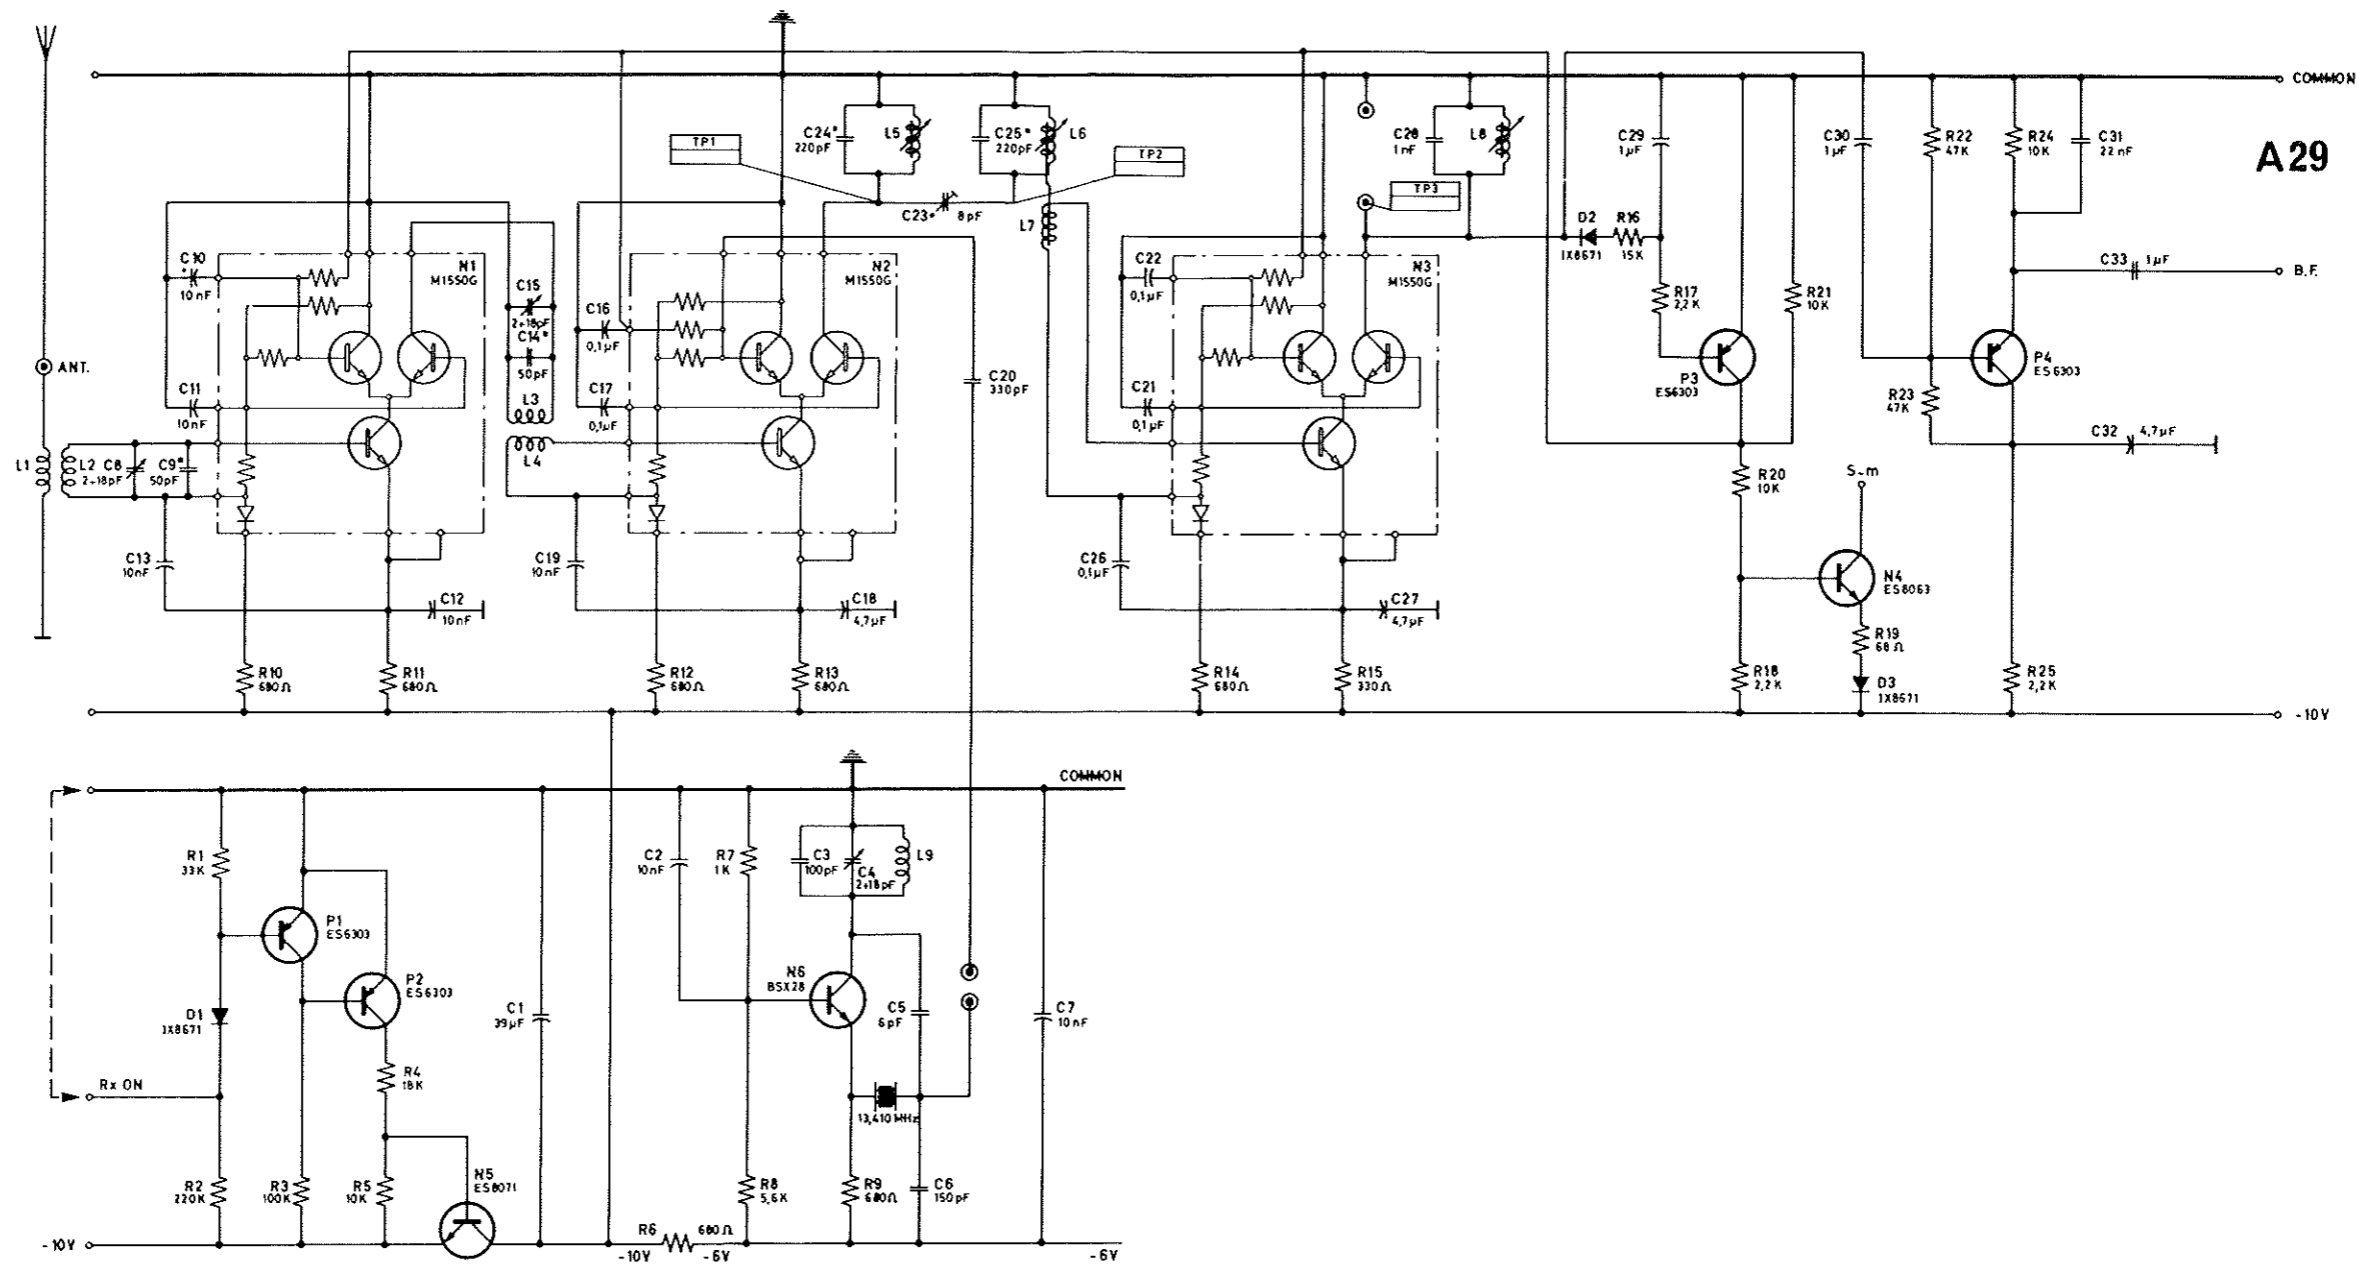 COMMON
A29
TP1
C24*
220pF
L5
C25*
220pF
L6
TP2
C23*
8pF
L7
TP3
C28
1nF
L8
C29
1µF
C30
1µF
R22
47K
R24
10K
C31
22nF
D2
1X8671
R16
15K
C33
1µF
B.F.
C10
10nF
N1
M1550G
C15
2÷18pF
C14*
50pF
C16
0,1µF
N2
M1550G
C22
0,1µF
N3
M1550G
R17
2,2K
R21
10K
ANT.
C11
10nF
L3
C17
0,1µF
C20
330pF
C21
0,1µF
P3
ES6303
P4
ES6303
R23
47K
L1
L2
C8
2÷18pF
C9*
50pF
L4
C32
4,7µF
R20
10K
S-m
C13
10nF
C12
10nF
C19
10nF
C18
4,7µF
C26
0,1µF
C27
4,7µF
N4
ES8063
R19
68Ω
R10
680Ω
R11
680Ω
R12
680Ω
R13
680Ω
R14
680Ω
R15
330Ω
R18
2,2K
D3
1X8671
R25
2,2K
-10V
COMMON
R1
33K
C2
10nF
R7
1K
C3
100pF
C4
2÷18pF
L9
P1
ES6303
P2
ES6303
N6
BSX28
D1
1X8671
C1
39µF
C5
6pF
C7
10nF
R4
18K
Rx ON
13,410MHz
R2
220K
R3
100K
R5
10K
N5
ES8071
R8
5,6K
R9
680Ω
C6
150pF
-10V
R6
680Ω
-10V
-6V
-6V